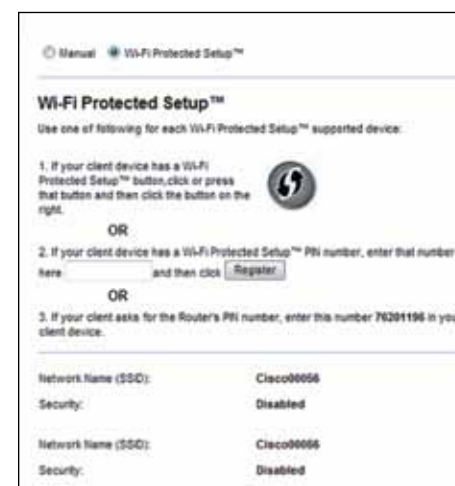 Manual Wi-Fi Protected Setup™
Wi-Fi Protected Setup™
Use one of following for each Wi-Fi Protected Setup™ supported device:
1. If your client device has a Wi-Fi
Protected Setup™ button,click or press
that button and then click the button on the
right.
OR
2. If your client device has a Wi-Fi Protected Setup™ PIN number, enter that number
here and then click Register
OR
3. If your client asks for the Router's PIN number, enter this number 76201196 in you
client device.
Network Name (SSID): Cisco00056
Security: Disabled
Network Name (SSID): Cisco00056
Security: Disabled